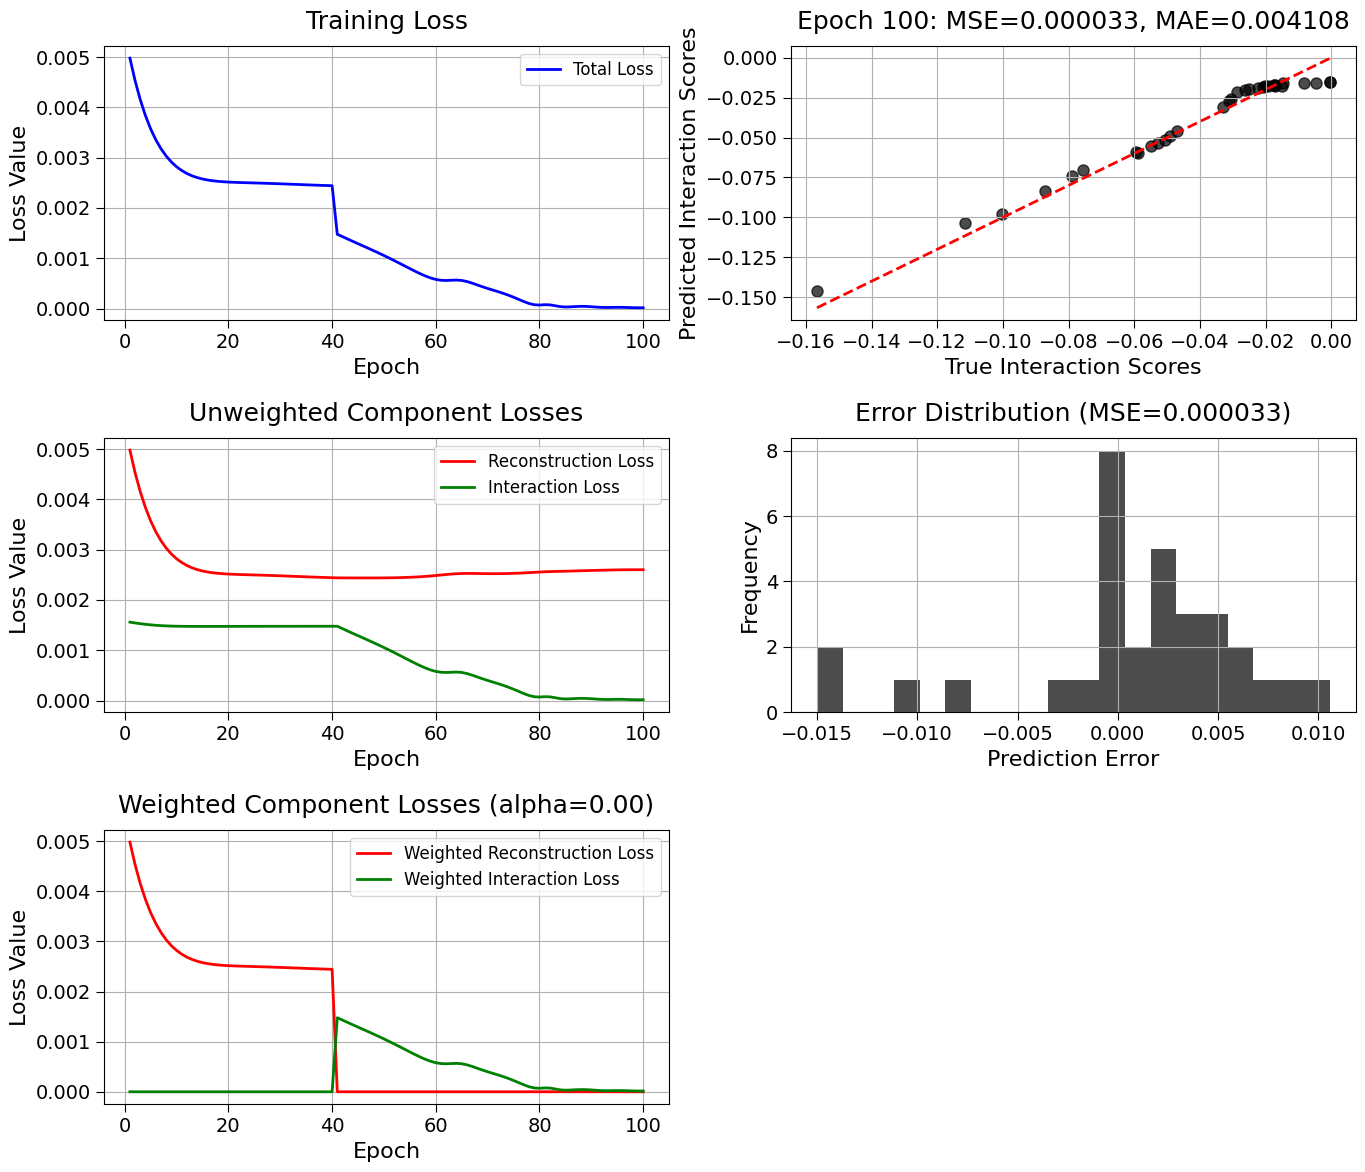 Training Loss
Loss Value
0.005
0.004
0.003
0.002
0.001
0.000
Total Loss
0 20 40 60 80 100
Epoch
Epoch 100: MSE=0.000033, MAE=0.004108
Predicted Interaction Scores
0.000
−0.025
−0.050
−0.075
−0.100
−0.125
−0.150
−0.16 −0.14 −0.12 −0.10 −0.08 −0.06 −0.04 −0.02 0.00
True Interaction Scores
Unweighted Component Losses
Loss Value
0.005
0.004
0.003
0.002
0.001
0.000
Reconstruction Loss
Interaction Loss
0 20 40 60 80 100
Epoch
Error Distribution (MSE=0.000033)
Frequency
8
6
4
2
0
−0.015 −0.010 −0.005 0.000 0.005 0.010
Prediction Error
Weighted Component Losses (alpha=0.00)
Loss Value
0.005
0.004
0.003
0.002
0.001
0.000
Weighted Reconstruction Loss
Weighted Interaction Loss
0 20 40 60 80 100
Epoch